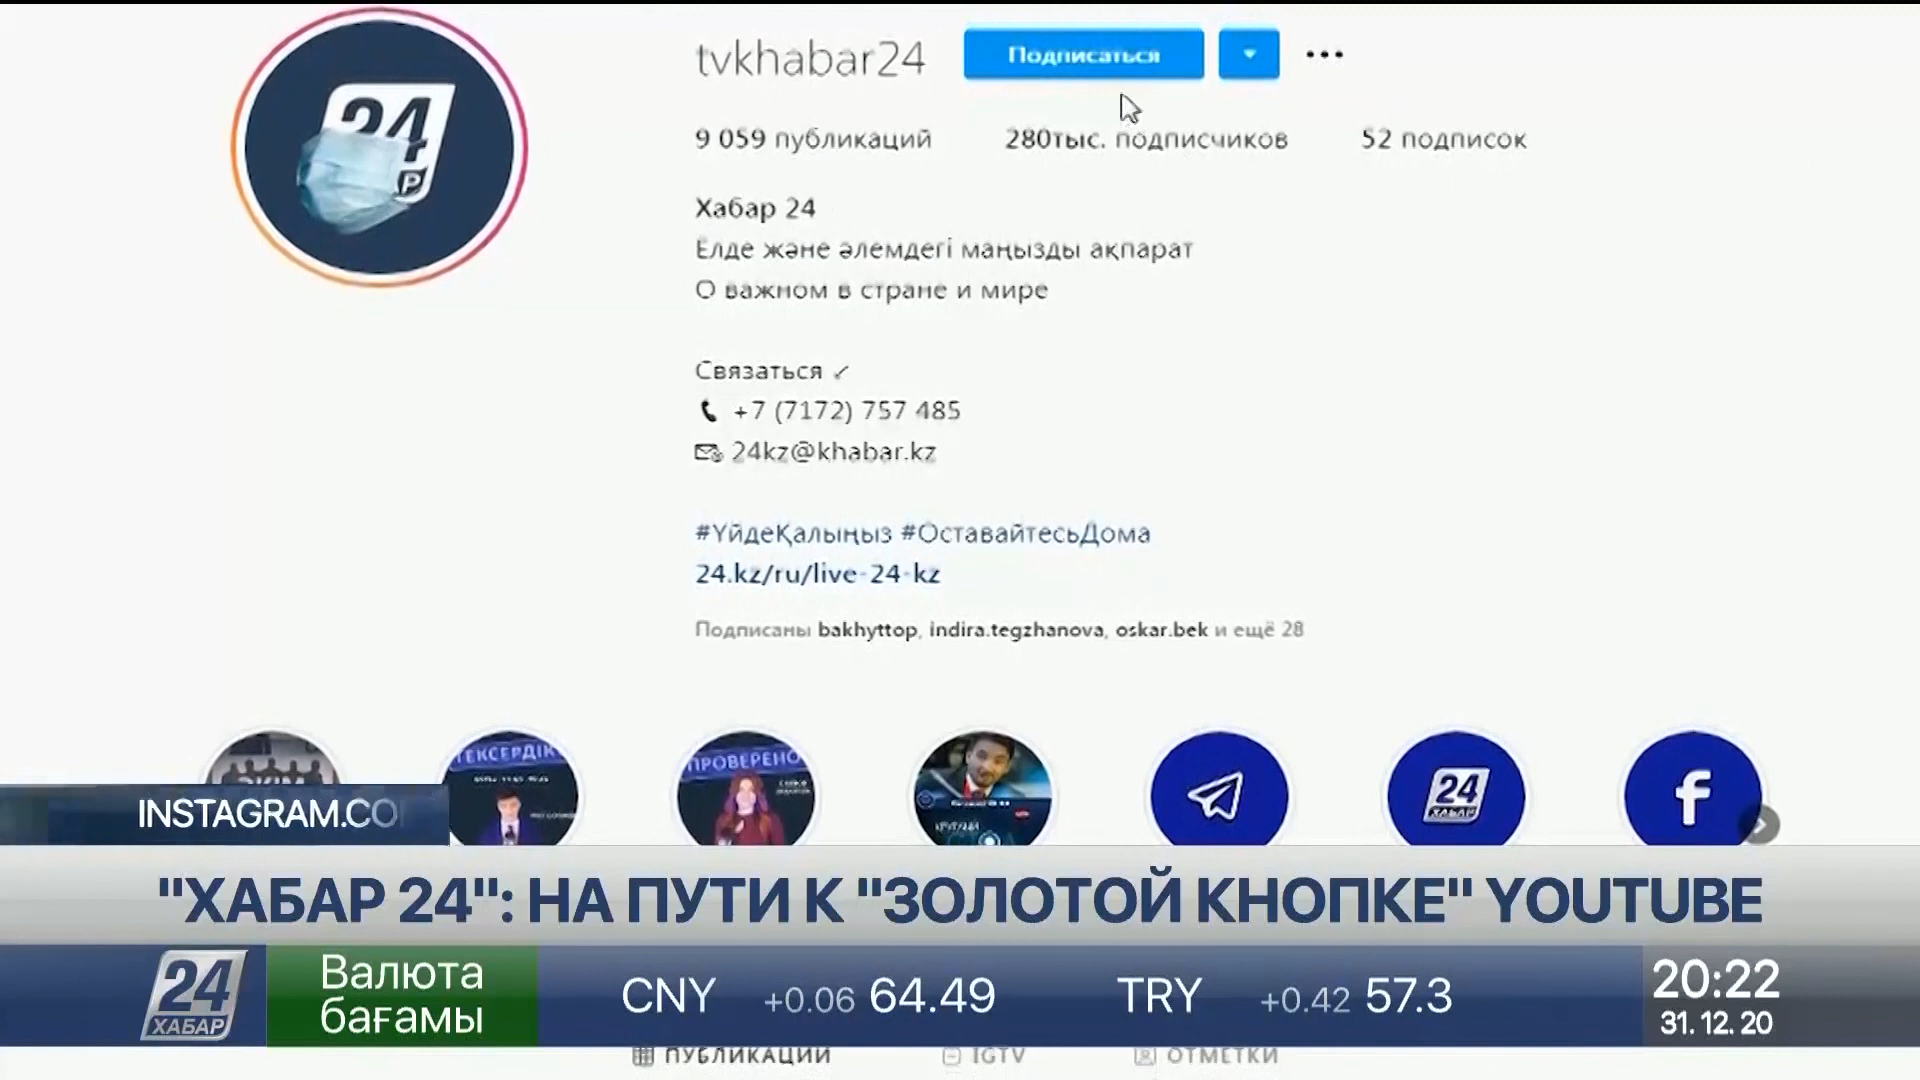 24
Р
tvkhabar24
Подписаться
9 059 публикаций 280тыс. подписчиков 52 подписок
Хабар 24
Елде және әлемдегі маңызды ақпарат
О важном в стране и мире
Связаться
+7 (7172) 757 485
24kz@khabar.kz
#ҮйдеҚалыңыз #ОставайтесьДома
24.kz/ru/live-24-kz
Подписаны bakhyttop, indira.tegzhanova, oskar.bek и ещё 28
ТЕКСЕРДІК
ПРОВЕРЕНО
24
ХАБАР
f
INSTAGRAM.CO
"ХАБАР 24": НА ПУТИ К "ЗОЛОТОЙ КНОПКЕ" YOUTUBE
24
ХАБАР
Валюта
бағамы
CNY +0.06 64.49 TRY +0.42 57.3
20:22
31. 12. 20
ПУБЛИКАЦИИ IGTV ОТМЕТКИ